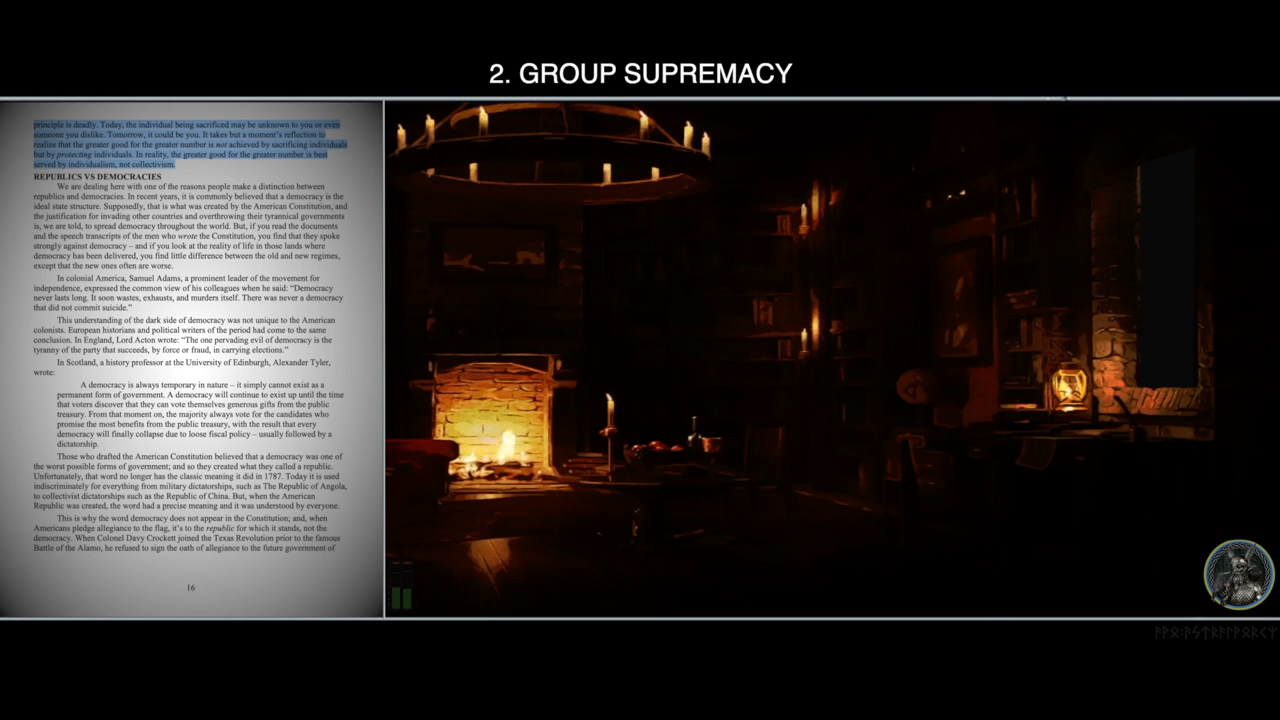 2. GROUP SUPREMACY
principle is deadly. Today, the individual being sacrificed may be unknown to you or even
someone you dislike. Tomorrow, it could be you. It takes but a moment's reflection to
realize that the greater good for the greater number is not achieved by sacrificing individuals
but by protecting individuals. In reality, the greater good for the greater number is best
served by individualism, not collectivism.
REPUBLICS VS DEMOCRACIES
We are dealing here with one of the reasons people make a distinction between
republics and democracies. In recent years, it is commonly believed that a democracy is the
ideal state structure. Supposedly, that is what was created by the American Constitution, and
the justification for invading other countries and overthrowing their tyrannical governments
is, we are told, to spread democracy throughout the world. But, if you read the documents
and the speech transcripts of the men who wrote the Constitution, you find that they spoke
strongly against democracy – and if you look at the reality of life in those lands where
democracy has been delivered, you find little difference between the old and new regimes,
except that the new ones often are worse.
In colonial America, Samuel Adams, a prominent leader of the movement for
independence, expressed the common view of his colleagues when he said: “Democracy
never lasts long. It soon wastes, exhausts, and murders itself. There was never a democracy
that did not commit suicide.”
This understanding of the dark side of democracy was not unique to the American
colonists. European historians and political writers of the period had come to the same
conclusion. In England, Lord Acton wrote: “The one pervading evil of democracy is the
tyranny of the party that succeeds, by force or fraud, in carrying elections.”
In Scotland, a history professor at the University of Edinburgh, Alexander Tyler,
wrote:
A democracy is always temporary in nature – it simply cannot exist as a
permanent form of government. A democracy will continue to exist up until the time
that voters discover that they can vote themselves generous gifts from the public
treasury. From that moment on, the majority always vote for the candidates who
promise the most benefits from the public treasury, with the result that every
democracy will finally collapse due to loose fiscal policy – usually followed by a
dictatorship.
Those who drafted the American Constitution believed that a democracy was one of
the worst possible forms of government; and so they created what they called a republic.
Unfortunately, that word no longer has the classic meaning it did in 1787. Today it is used
indiscriminately for everything from military dictatorships, such as The Republic of Angola,
to collectivist dictatorships such as the Republic of China. But, when the American
Republic was created, the word had a precise meaning and it was understood by everyone.
This is why the word democracy does not appear in the Constitution; and, when
Americans pledge allegiance to the flag, it's to the republic for which it stands, not the
democracy. When Colonel Davy Crockett joined the Texas Revolution prior to the famous
Battle of the Alamo, he refused to sign the oath of allegiance to the future government of
16